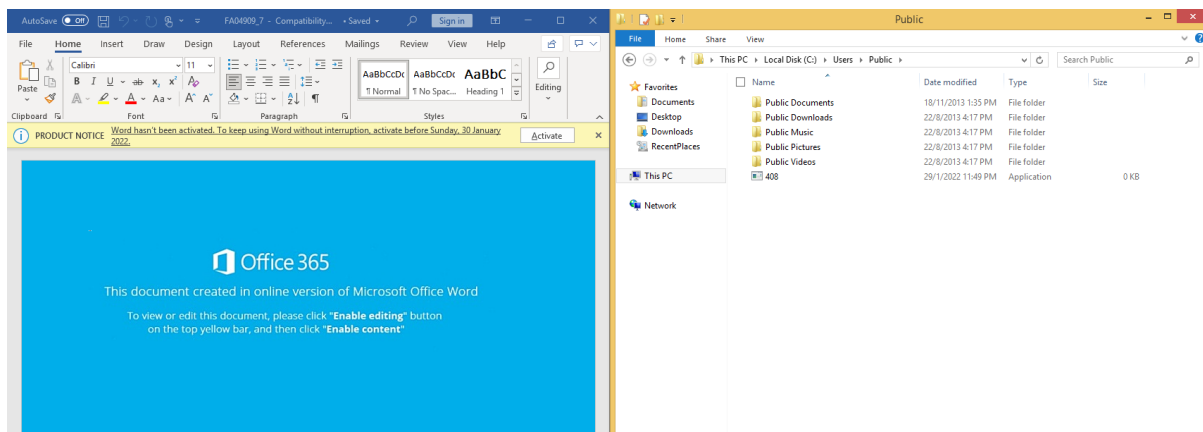 AutoSave Off FA04909_7 - Compatibility... • Saved Sign in
File Home Insert Draw Design Layout References Mailings Review View Help
Paste
Calibri 11
B I U ab x, x² A
A A Aa A^ A˅
AaBbCcDc AaBbCcDc AaBbC
¶ Normal ¶ No Spac... Heading 1
Editing
Clipboard Font Paragraph Styles
PRODUCT NOTICE Word hasn't been activated. To keep using Word without interruption, activate before Sunday, 30 January
2022.
Activate
Office 365
This document created in online version of Microsoft Office Word
To view or edit this document, please click "Enable editing" button
on the top yellow bar, and then click "Enable content"
Public
File Home Share View
This PC Local Disk (C:) Users Public Search Public
Favorites
Documents
Desktop
Downloads
RecentPlaces
This PC
Network
Name Date modified Type Size
Public Documents 18/11/2013 1:35 PM File folder
Public Downloads 22/8/2013 4:17 PM File folder
Public Music 22/8/2013 4:17 PM File folder
Public Pictures 22/8/2013 4:17 PM File folder
Public Videos 22/8/2013 4:17 PM File folder
408 29/1/2022 11:49 PM Application 0 KB